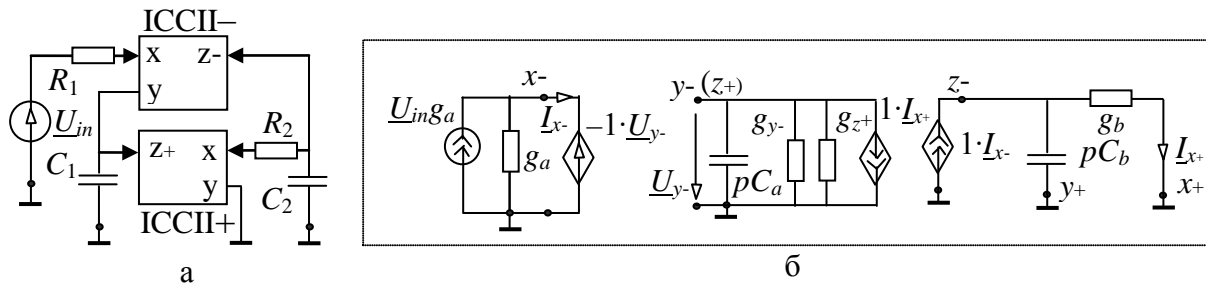 ICCII–
x z-
R1
y
Uin
R2
z+ x
C1
y
C2
ICCII+
а
x-
Uin ga
Ix-
–1·Uy-
ga
y- (z+)
1·Ix+
gy-
gz+
Uy-
pCa
z-
gb
1·Ix-
pCb
Ix+
y+
x+
б